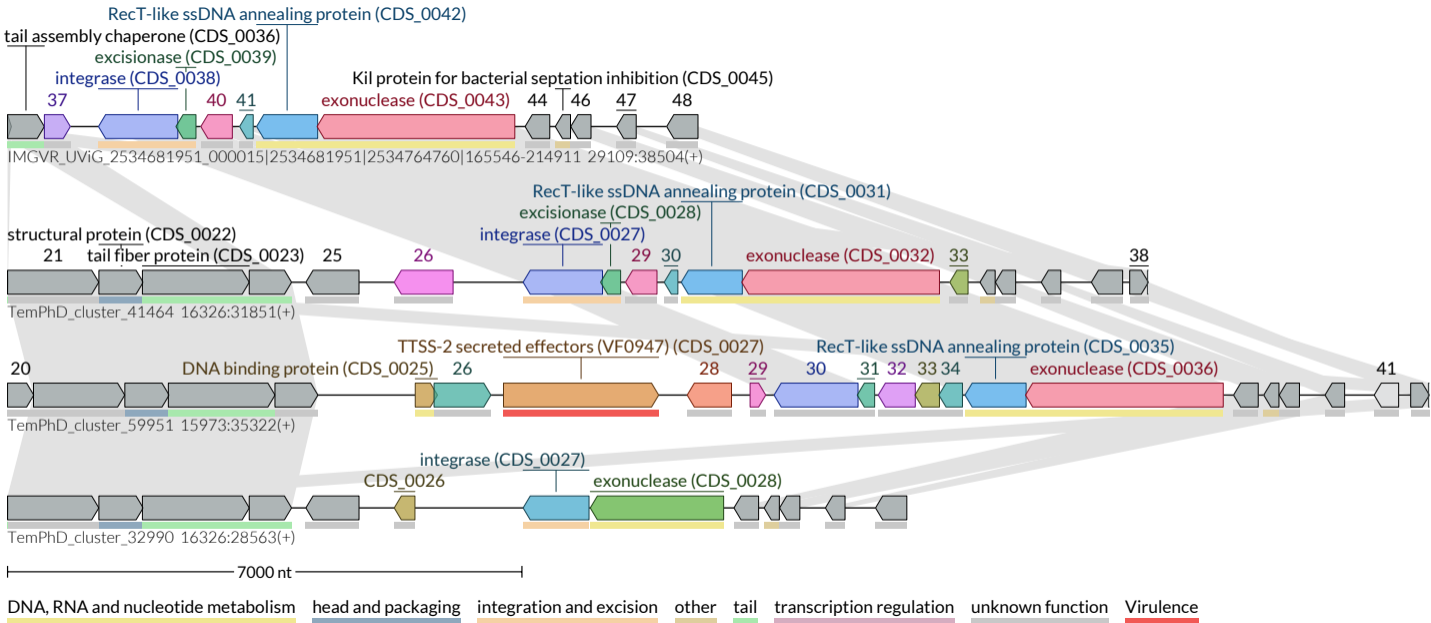 RecT-like ssDNA annealing protein (CDS_0042)
tail assembly chaperone (CDS_0036)
excisionase (CDS_0039)
integrase (CDS_0038) Kil protein for bacterial septation inhibition (CDS_0045)
37 40 41 exonuclease (CDS_0043) 44 46 47 48
IMGVR_UViG_2534681951_000015|2534681951|2534764760|165546-214911 29109:38504(+)
RecT-like ssDNA annealing protein (CDS_0031)
excisionase (CDS_0028)
structural protein (CDS_0022) integrase (CDS_0027)
21 tail fiber protein (CDS_0023) 25 26 29 30 exonuclease (CDS_0032) 33 38
TemPhD_cluster_41464 16326:31851(+)
TTSS-2 secreted effectors (VF0947) (CDS_0027) RecT-like ssDNA annealing protein (CDS_0035)
20 DNA binding protein (CDS_0025) 26 28 29 30 31 32 33 34 exonuclease (CDS_0036) 41
TemPhD_cluster_59951 15973:35322(+)
integrase (CDS_0027)
CDS_0026 exonuclease (CDS_0028)
TemPhD_cluster_32990 16326:28563(+)
7000 nt
DNA, RNA and nucleotide metabolism head and packaging integration and excision other tail transcription regulation unknown function Virulence